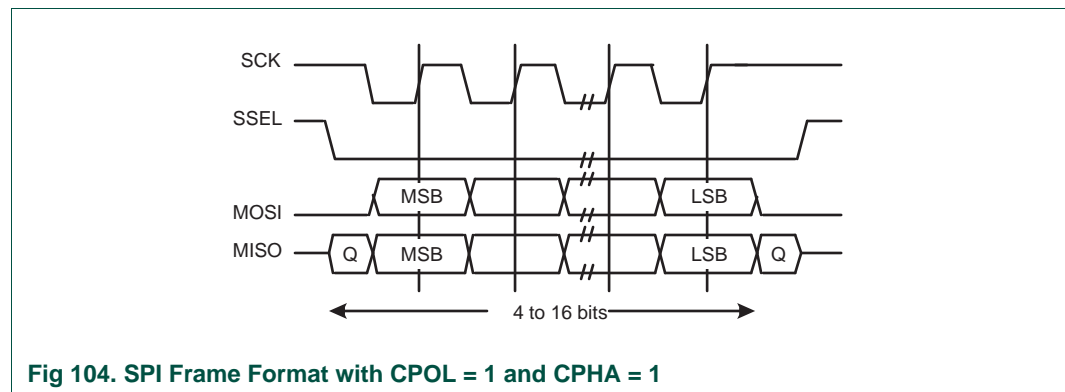 SCK
SSEL
MOSI
MSB
LSB
MISO
Q
MSB
LSB
Q
4 to 16 bits
Fig 104. SPI Frame Format with CPOL = 1 and CPHA = 1